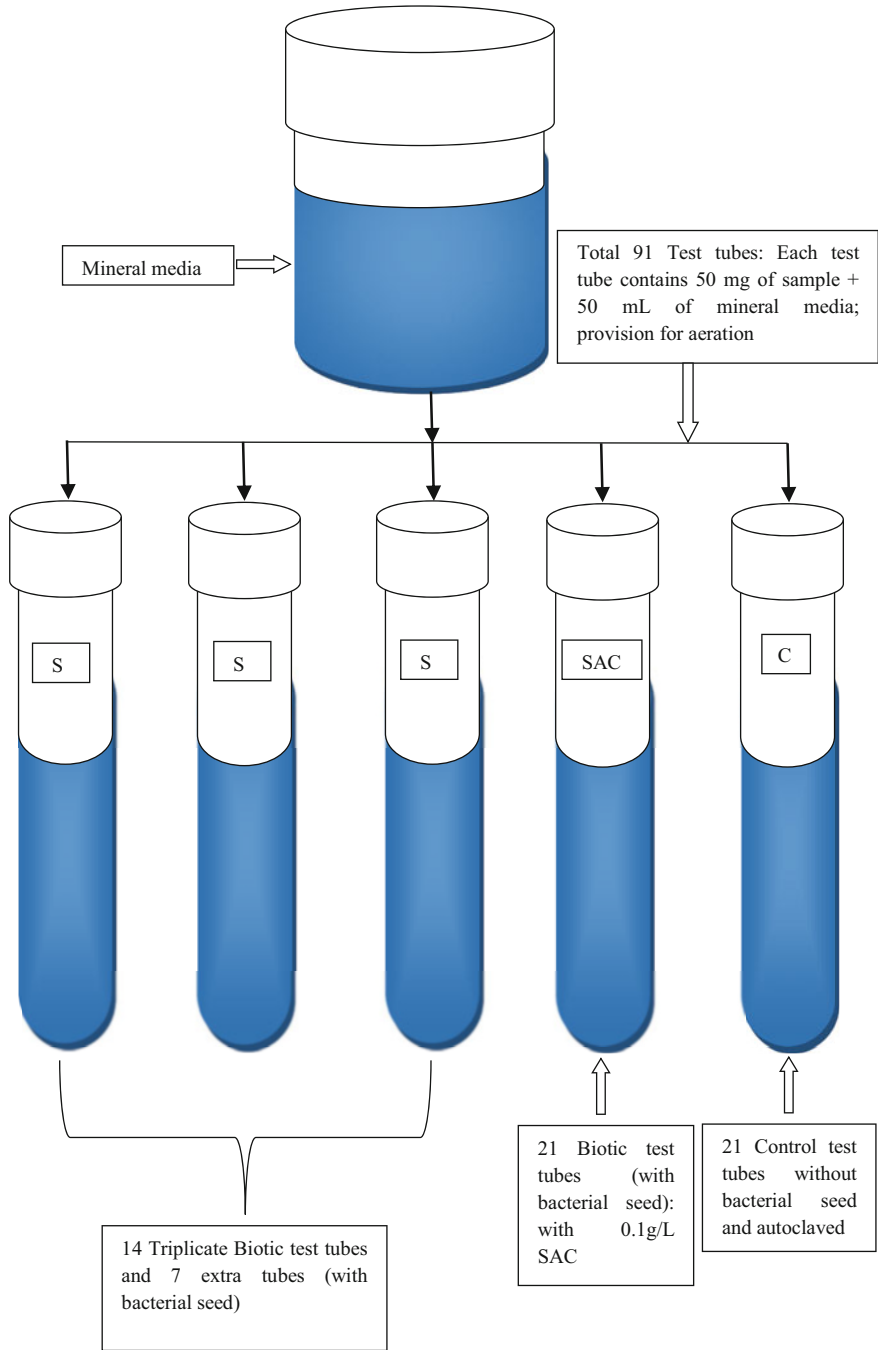 Mineral media
Total 91 Test tubes: Each test
tube contains 50 mg of sample +
50 mL of mineral media;
provision for aeration
S
S
S
SAC
C
14 Triplicate Biotic test tubes
and 7 extra tubes (with
bacterial seed)
21 Biotic test
tubes (with
bacterial seed):
with 0.1g/L
SAC
21 Control test
tubes without
bacterial seed
and autoclaved